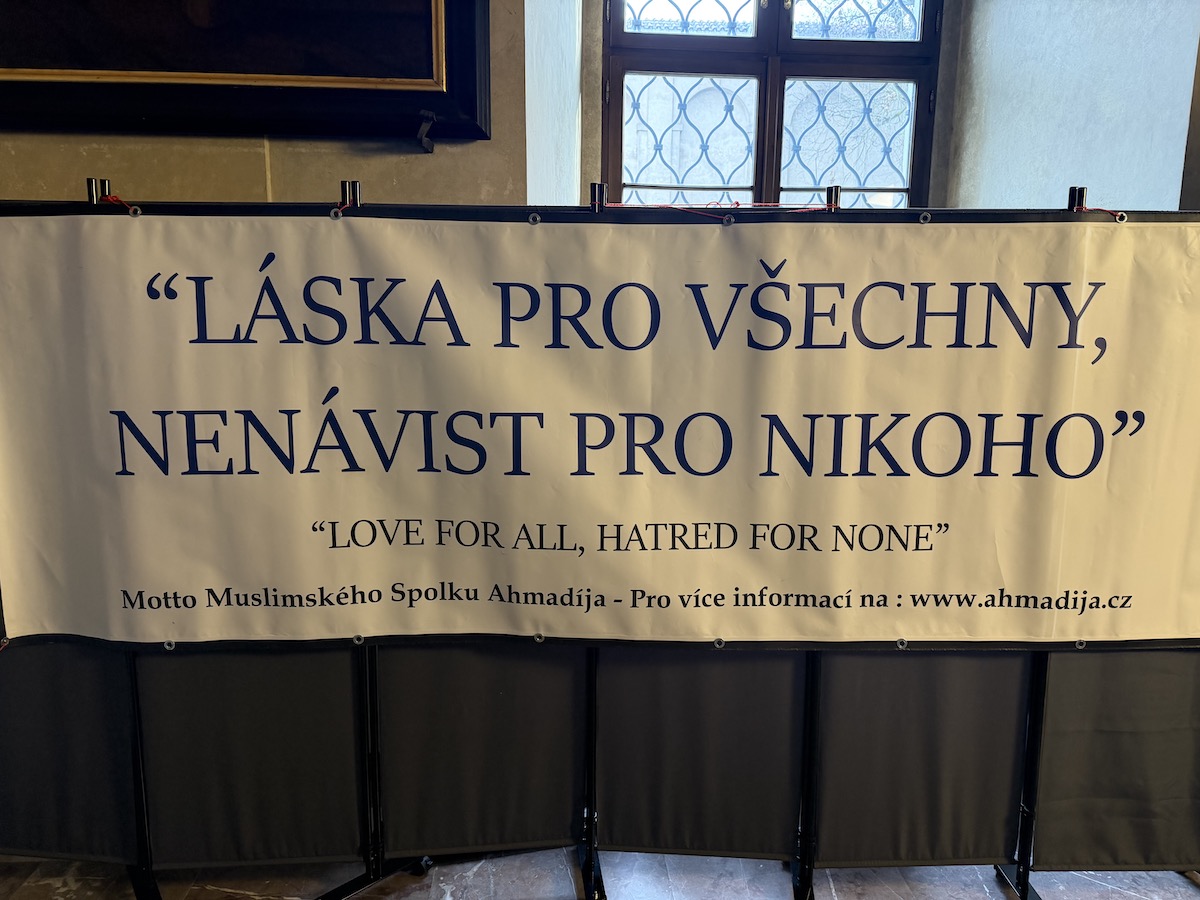 “LÁSKA PRO VŠECHNY,
NENÁVIST PRO NIKOHO”
“LOVE FOR ALL, HATRED FOR NONE”
Motto Muslimského Spolku Ahmadíja - Pro více informací na : www.ahmadija.cz